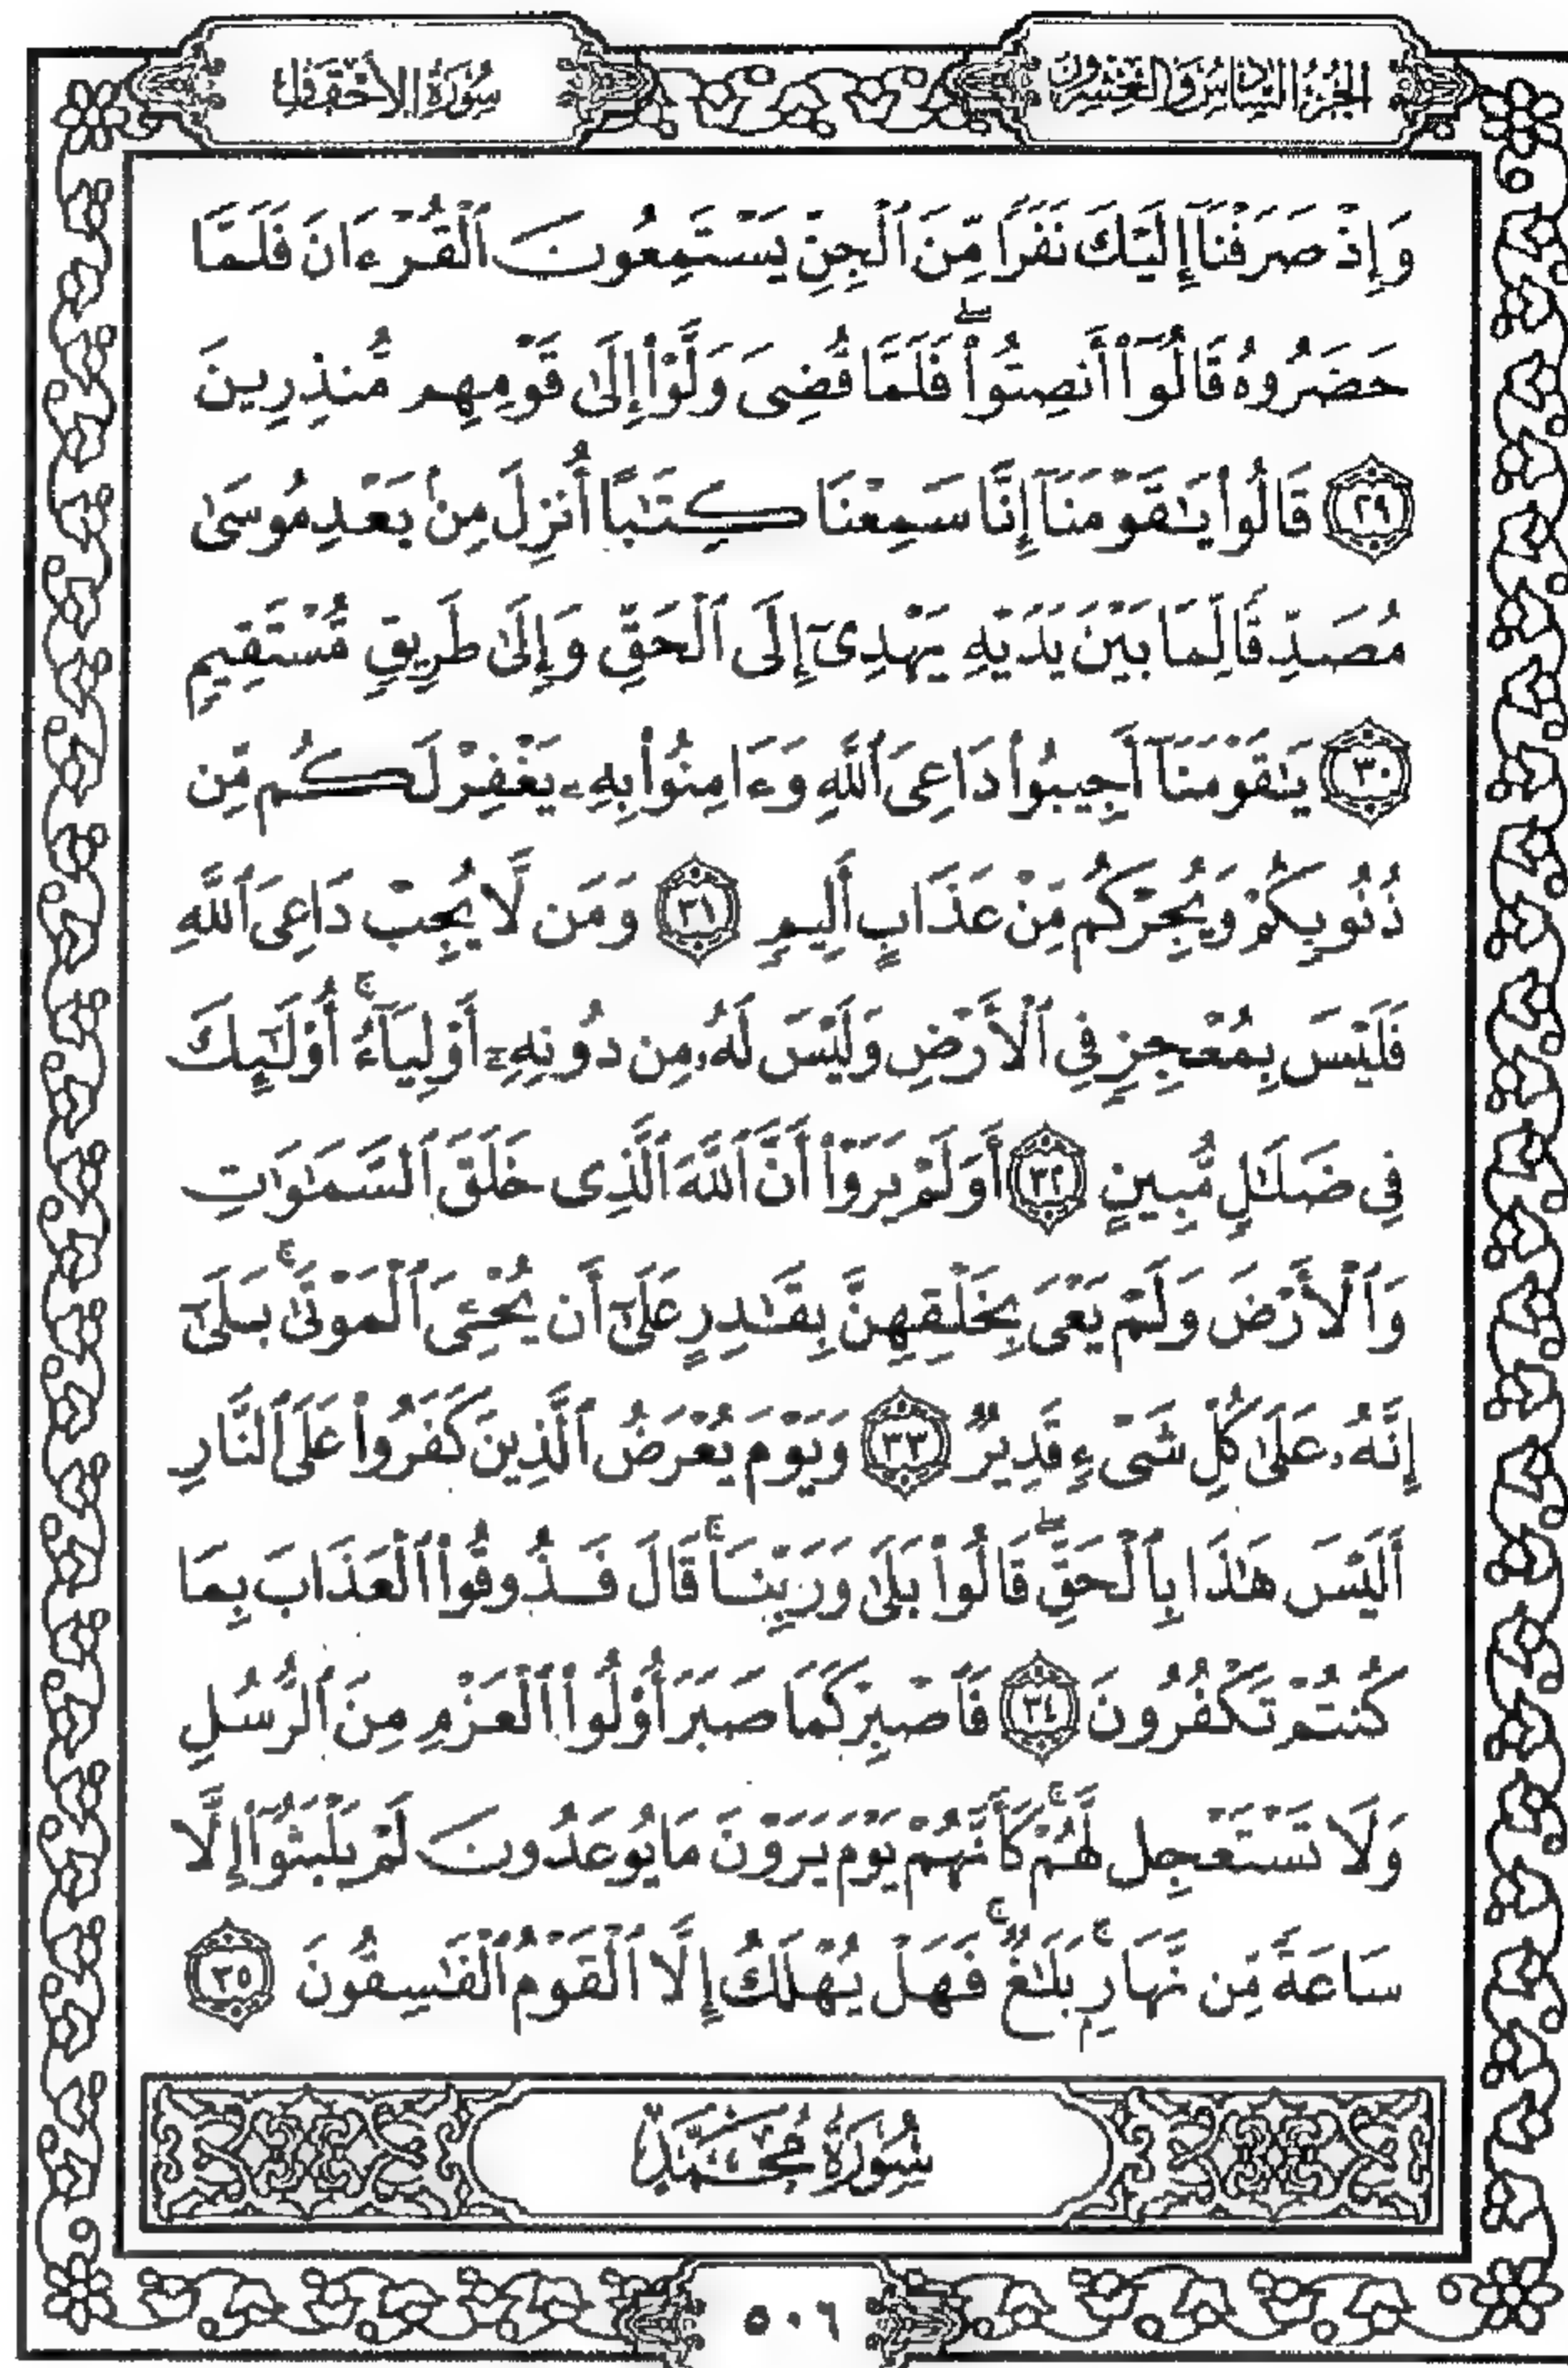 الجزء السادس والعشرون
سورة الأحقاف
وَإِذْ صَرَفْنَآ إِلَيْكَ نَفَرًا مِّنَ ٱلْجِنِّ يَسْتَمِعُونَ ٱلْقُرْءَانَ فَلَمَّا
حَضَرُوهُ قَالُوٓا۟ أَنصِتُوا۟ۖ فَلَمَّا قُضِىَ وَلَّوْا۟ إِلَىٰ قَوْمِهِم مُّنذِرِينَ
٢٩ قَالُوا۟ يَـٰقَوْمَنَآ إِنَّا سَمِعْنَا كِتَـٰبًا أُنزِلَ مِنۢ بَعْدِ مُوسَىٰ
مُصَدِّقًا لِّمَا بَيْنَ يَدَيْهِ يَهْدِىٓ إِلَى ٱلْحَقِّ وَإِلَىٰ طَرِيقٍ مُّسْتَقِيمٍ
٣٠ يَـٰقَوْمَنَآ أَجِيبُوا۟ دَاعِىَ ٱللَّهِ وَءَامِنُوا۟ بِهِۦ يَغْفِرْ لَكُم مِّن
ذُنُوبِكُمْ وَيُجِرْكُم مِّنْ عَذَابٍ أَلِيمٍ ٣١ وَمَن لَّا يُجِبْ دَاعِىَ ٱللَّهِ
فَلَيْسَ بِمُعْجِزٍ فِى ٱلْأَرْضِ وَلَيْسَ لَهُۥ مِن دُونِهِۦٓ أَوْلِيَآءُۚ أُو۟لَـٰٓئِكَ
فِى ضَلَـٰلٍ مُّبِينٍ ٣٢ أَوَلَمْ يَرَوْا۟ أَنَّ ٱللَّهَ ٱلَّذِى خَلَقَ ٱلسَّمَـٰوَٰتِ
وَٱلْأَرْضَ وَلَمْ يَعْىَ بِخَلْقِهِنَّ بِقَـٰدِرٍ عَلَىٰٓ أَن يُحْـِۧىَ ٱلْمَوْتَىٰۚ بَلَىٰٓ
إِنَّهُۥ عَلَىٰ كُلِّ شَىْءٍ قَدِيرٌ ٣٣ وَيَوْمَ يُعْرَضُ ٱلَّذِينَ كَفَرُوا۟ عَلَى ٱلنَّارِ
أَلَيْسَ هَـٰذَا بِٱلْحَقِّۖ قَالُوا۟ بَلَىٰ وَرَبِّنَاۚ قَالَ فَذُوقُوا۟ ٱلْعَذَابَ بِمَا
كُنتُمْ تَكْفُرُونَ ٣٤ فَٱصْبِرْ كَمَا صَبَرَ أُو۟لُوا۟ ٱلْعَزْمِ مِنَ ٱلرُّسُلِ
وَلَا تَسْتَعْجِل لَّهُمْۚ كَأَنَّهُمْ يَوْمَ يَرَوْنَ مَا يُوعَدُونَ لَمْ يَلْبَثُوٓا۟ إِلَّا
سَاعَةً مِّن نَّهَارٍۭۚ بَلَـٰغٌۚ فَهَلْ يُهْلَكُ إِلَّا ٱلْقَوْمُ ٱلْفَـٰسِقُونَ ٣٥
سُورَةُ مُحَمَّدٍ
٥٠٦